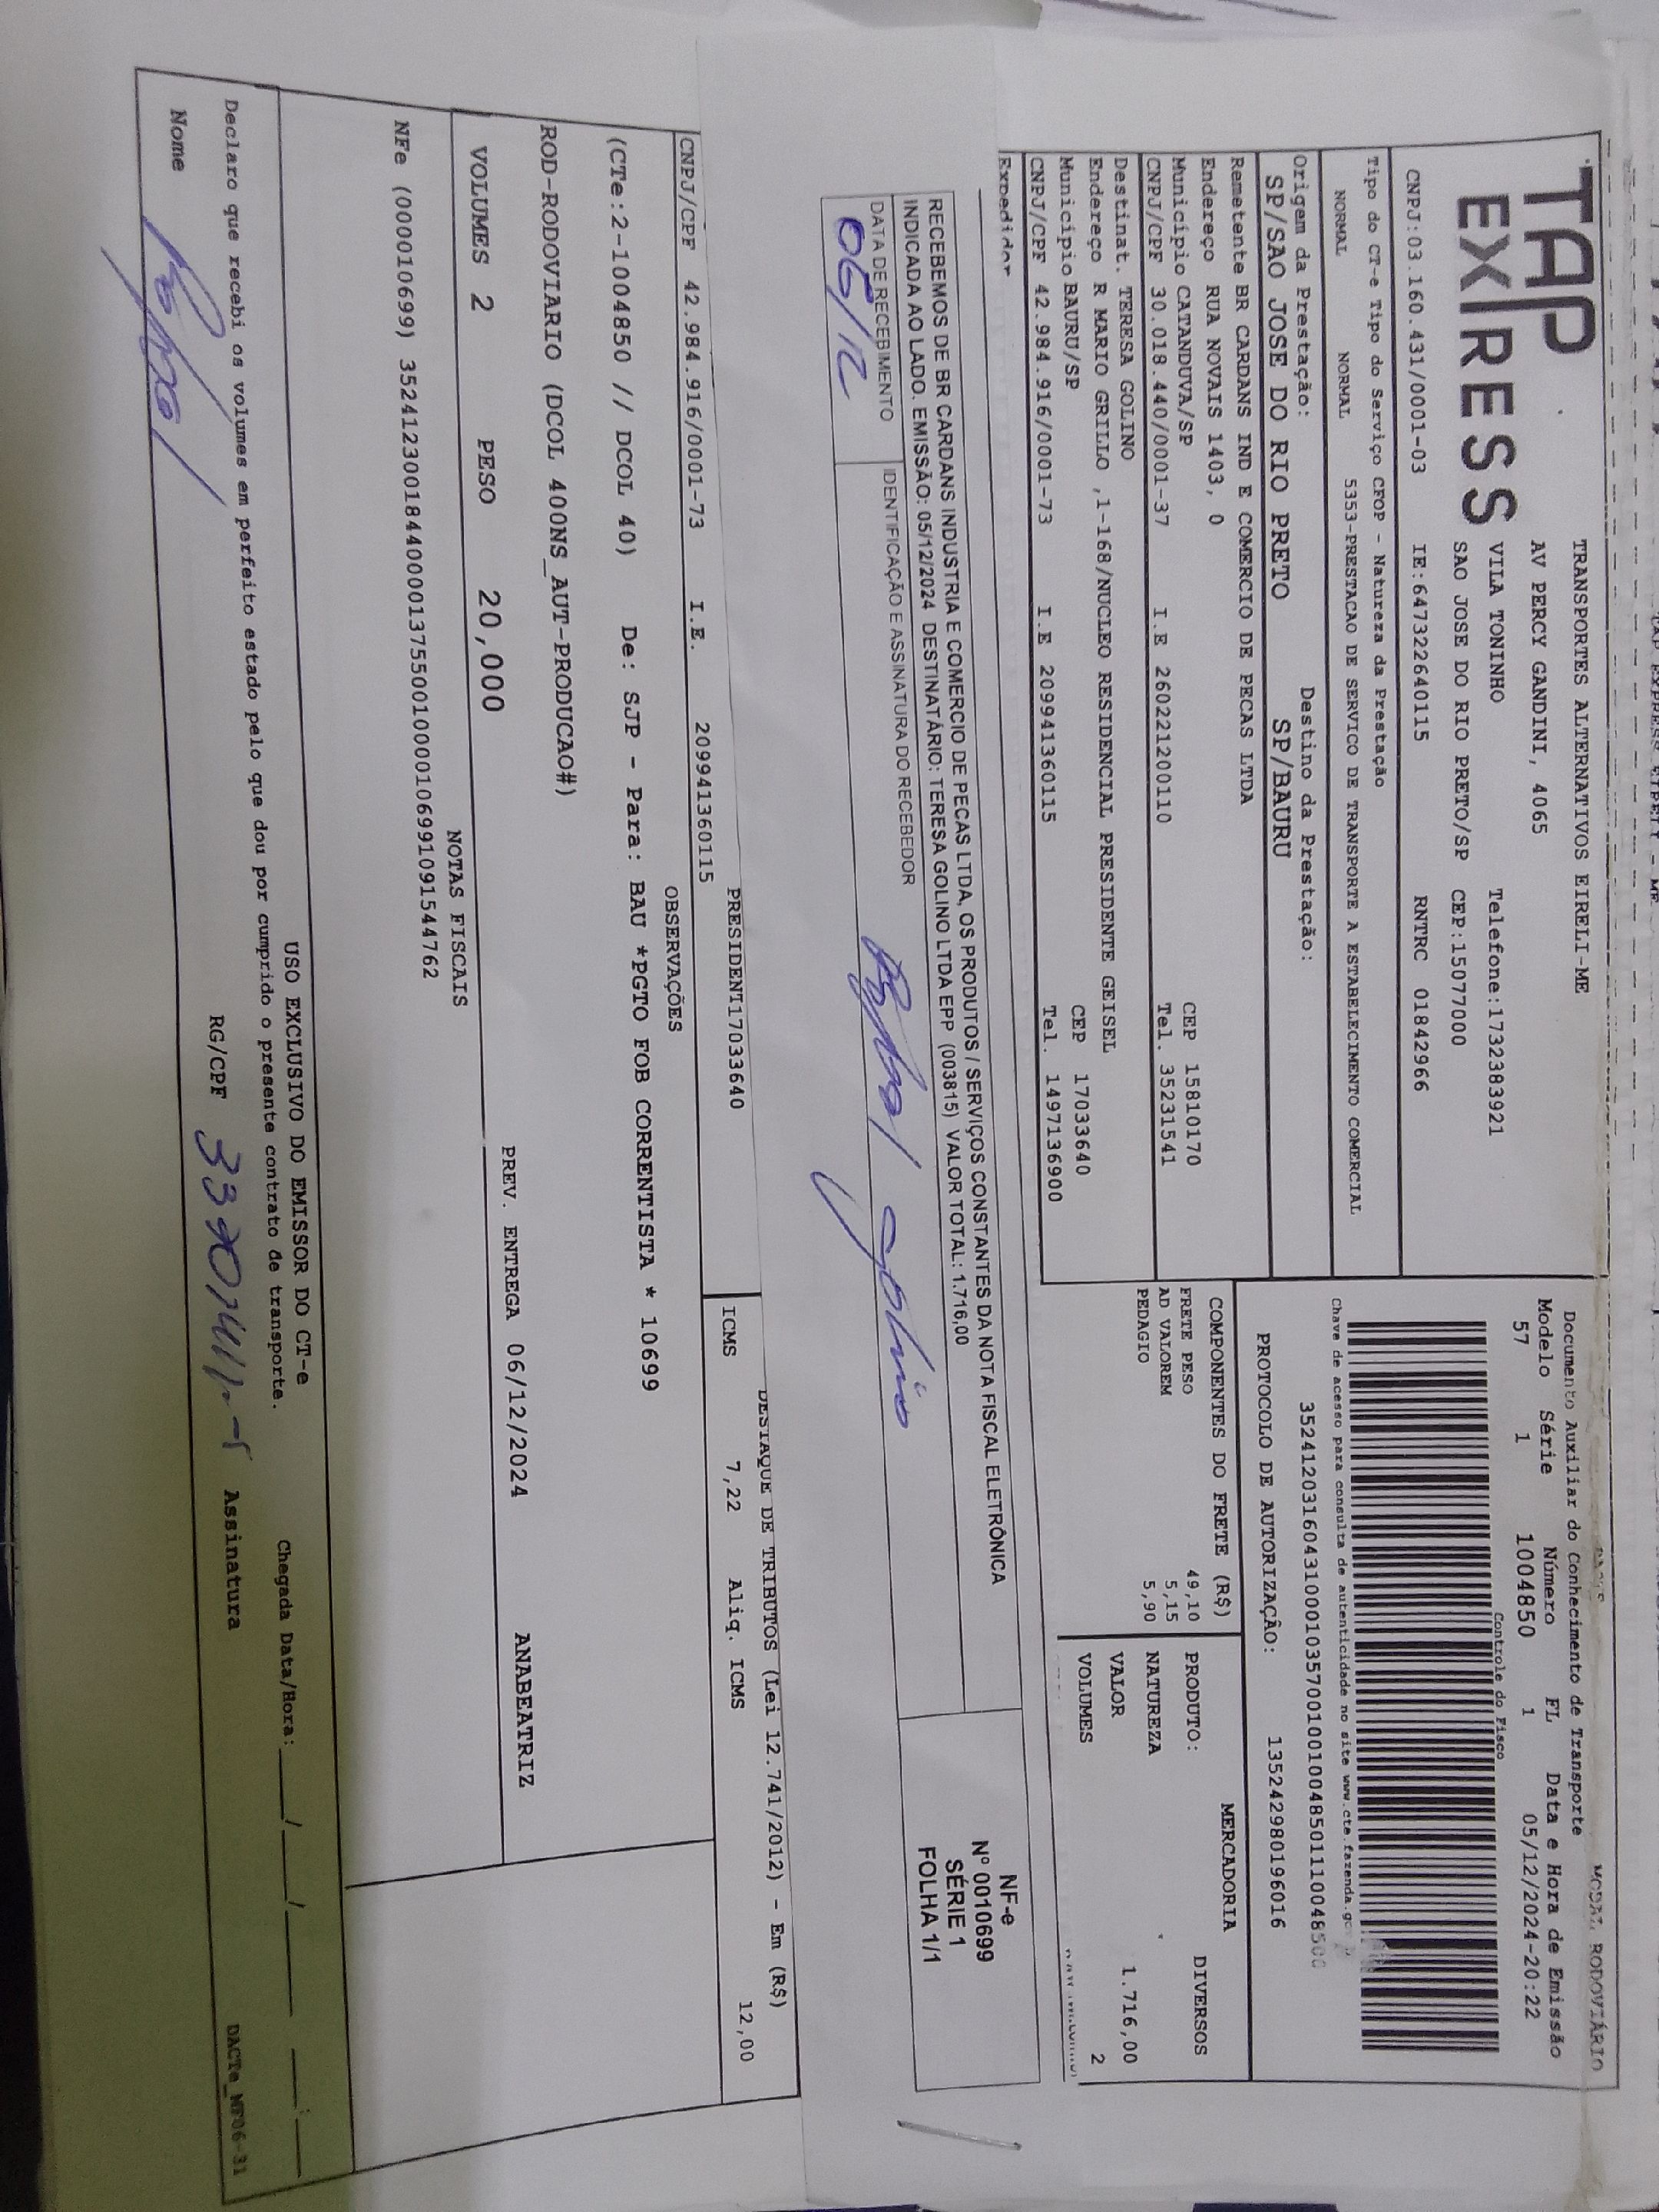 TAP EXPRESS
TRANSPORTES ALTERNATIVOS EIRELI-ME
AV PERCY GANDINI, 4065
VILA TONINHO Telefone:1732383921
SAO JOSE DO RIO PRETO/SP CEP:15077000
CNPJ:03.160.431/0001-03 IE:647322640115 RNTRC 01842966
Tipo do CT-e Tipo do Serviço CFOP - Natureza da Prestação
NORMAL NORMAL 5353-PRESTACAO DE SERVICO DE TRANSPORTE A ESTABELECIMENTO COMERCIAL
Origem da Prestação: Destino da Prestação:
SP/SAO JOSE DO RIO PRETO SP/BAURU
MODAL RODOVIÁRIO
Documento Auxiliar do Conhecimento de Transporte
Modelo Série Número FL Data e Hora de Emissão
57 1 1004850 1 05/12/2024-20:22
Controle do Fisco
Chave de acesso para consulta de autenticidade no site www.cte.fazenda.go
PROTOCOLO DE AUTORIZAÇÃO: 135242980196016
Remetente BR CARDANS IND E COMERCIO DE PECAS LTDA
Endereço RUA NOVAIS 1403, 0
Município CATANDUVA/SP CEP 15810170
CNPJ/CPF 30.018.440/0001-37 I.E 260221200110 Tel. 35231541
Destinat. TERESA GOLINO
Endereço R MARIO GRILLO ,1-168/NUCLEO RESIDENCIAL PRESIDENTE GEISEL
Município BAURU/SP CEP 17033640
CNPJ/CPF 42.984.916/0001-73 I.E 209941360115 Tel. 1497136900
Expedidor
COMPONENTES DO FRETE (R$)
FRETE PESO 49,10
AD VALOREM 5,15
PEDAGIO 5,90
MERCADORIA
PRODUTO: DIVERSOS
NATUREZA
VALOR 1.716,00
VOLUMES 2
RECEBEMOS DE BR CARDANS INDUSTRIA E COMERCIO DE PECAS LTDA, OS PRODUTOS / SERVIÇOS CONSTANTES DA NOTA FISCAL ELETRÔNICA
INDICADA AO LADO. EMISSÃO: 05/12/2024 DESTINATÁRIO: TERESA GOLINO LTDA EPP (003815) VALOR TOTAL: 1.716,00
DATA DE RECEBIMENTO IDENTIFICAÇÃO E ASSINATURA DO RECEBEDOR
06/12
NF-e
Nº 0010699
SÉRIE 1
FOLHA 1/1
PRESIDENT17033640
CNPJ/CPF 42.984.916/0001-73 I.E. 209941360115
DESTAQUE DE TRIBUTOS (Lei 12.741/2012) - Em (R$)
ICMS 7,22 Aliq. ICMS 12,00
OBSERVAÇÕES
(CTe:2-1004850 // DCOL 40) De: SJP - Para: BAU *PGTO FOB CORRENTISTA * 10699
ROD-RODOVIARIO (DCOL 400NS_AUT-PRODUCAO#)
VOLUMES 2 PESO 20,000 PREV. ENTREGA 06/12/2024 ANABEATRIZ
NOTAS FISCAIS
NFe (000010699) 35241230018440000137550010000106991091544762
USO EXCLUSIVO DO EMISSOR DO CT-e
Declaro que recebi os volumes em perfeito estado pelo que dou por cumprido o presente contrato de transporte. Chegada Data/Hora: ___/___/_____ ___:___
Nome RG/CPF Assinatura
DACTe_MF06-31